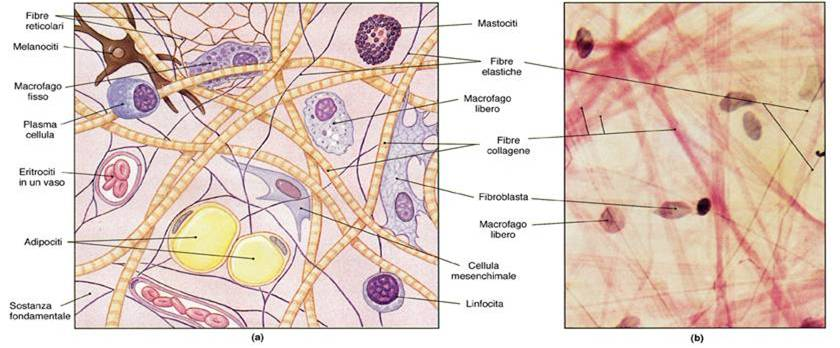 Fibre
reticolari
Melanociti
Macrofago
fisso
Plasma
cellula
Eritrociti
in un vaso
Adipociti
Sostanza
fondamentale
(a)
Mastociti
Fibre
elastiche
Macrofago
libero
Fibre
collagene
Fibroblasta
Macrofago
libero
Cellula
mesenchimale
Linfocita
(b)